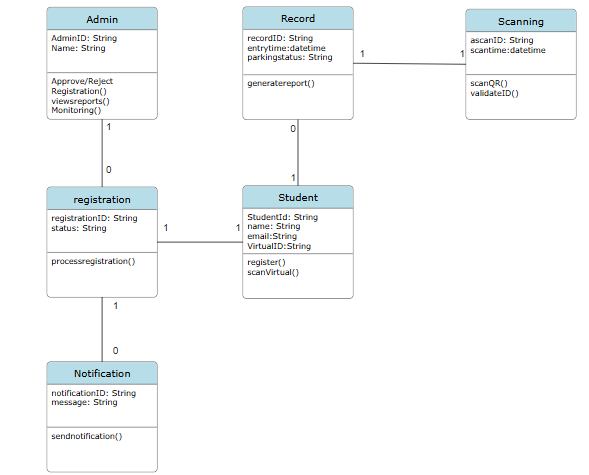 Admin
AdminID: String
Name: String
Approve/Reject
Registration()
viewsreports()
Monitoring()
Record
recordID: String
entrytime:datetime
parkingstatus: String
generatereport()
Scanning
ascanID: String
scantime:datetime
scanQR()
validateID()
1
1
1
0
0
1
registration
registrationID: String
status: String
processregistration()
1
1
Student
StudentId: String
name: String
email:String
VirtualID:String
register()
scanVirtual()
1
0
Notification
notificationID: String
message: String
sendnotification()